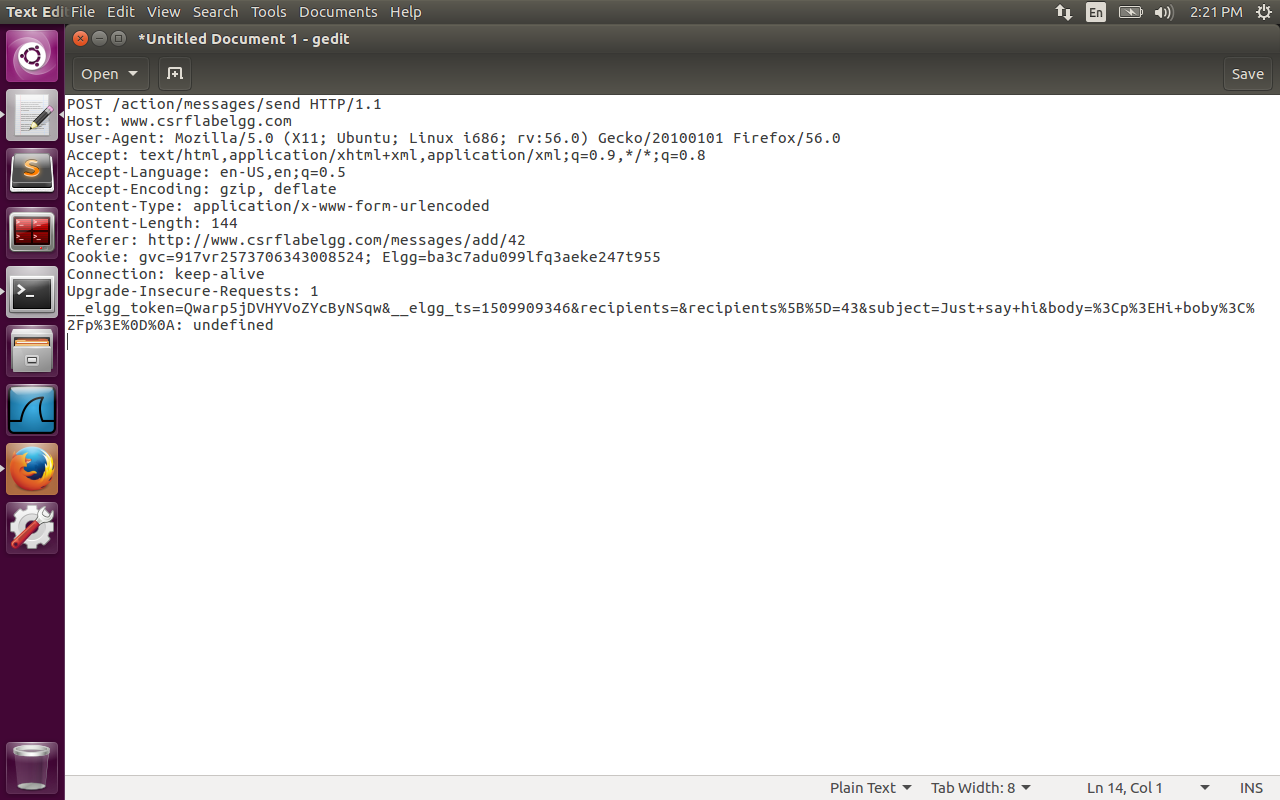 Text Edit File Edit View Search Tools Documents Help En 2:21 PM
*Untitled Document 1 - gedit
Open Save
POST /action/messages/send HTTP/1.1
Host: www.csrflabelgg.com
User-Agent: Mozilla/5.0 (X11; Ubuntu; Linux i686; rv:56.0) Gecko/20100101 Firefox/56.0
Accept: text/html,application/xhtml+xml,application/xml;q=0.9,*/*;q=0.8
Accept-Language: en-US,en;q=0.5
Accept-Encoding: gzip, deflate
Content-Type: application/x-www-form-urlencoded
Content-Length: 144
Referer: http://www.csrflabelgg.com/messages/add/42
Cookie: gvc=917vr2573706343008524; Elgg=ba3c7adu099lfq3aeke247t955
Connection: keep-alive
Upgrade-Insecure-Requests: 1
__elgg_token=Qwarp5jDVHYVoZYcByNSqw&__elgg_ts=1509909346&recipients=&recipients%5B%5D=43&subject=Just+say+hi&body=%3Cp%3EHi+boby%3C%
2Fp%3E%0D%0A: undefined
Plain Text Tab Width: 8 Ln 14, Col 1 INS